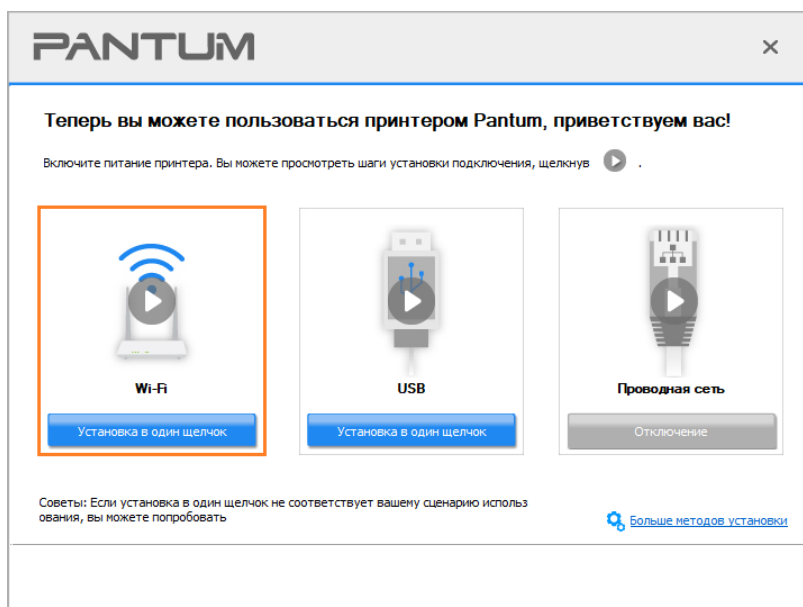 PANTUM
Теперь вы можете пользоваться принтером Pantum, приветствуем вас!
Включите питание принтера. Вы можете просмотреть шаги установки подключения, щелкнув .
Wi-Fi
Установка в один щелчок
USB
Установка в один щелчок
Проводная сеть
Отключение
Советы: Если установка в один щелчок не соответствует вашему сценарию использ
ования, вы можете попробовать
Больше методов установки